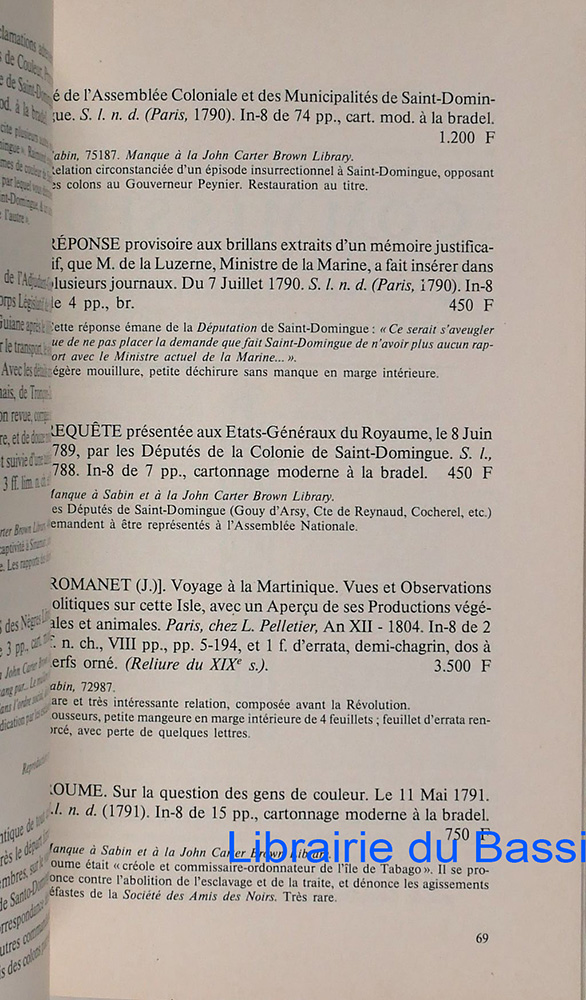 é de l'Assemblée Coloniale et des Municipalités de Saint-Domin-
ue. S. l. n. d. (Paris, 1790). In-8 de 74 pp., cart. mod. à la bradel.
1.200 F
abin, 75187. Manque à la John Carter Brown Library.
elation circonstanciée d'un épisode insurrectionnel à Saint-Domingue, opposant
es colons au Gouverneur Peynier. Restauration au titre.
RÉPONSE provisoire aux brillans extraits d'un mémoire justifica-
if, que M. de la Luzerne, Ministre de la Marine, a fait insérer dans
plusieurs journaux. Du 7 Juillet 1790. S. l. n. d. (Paris, 1790). In-8
de 4 pp., br. 450 F
Cette réponse émane de la Députation de Saint-Domingue : « Ce serait s'aveugler
ue de ne pas placer la demande que fait Saint-Domingue de n'avoir plus aucun rap-
ort avec le Ministre actuel de la Marine... ».
égère mouillure, petite déchirure sans manque en marge intérieure.
REQUÊTE présentée aux Etats-Généraux du Royaume, le 8 Juin
789, par les Députés de la Colonie de Saint-Domingue. S. l.,
788. In-8 de 7 pp., cartonnage moderne à la bradel. 450 F
Manque à Sabin et à la John Carter Brown Library.
es Députés de Saint-Domingue (Gouy d'Arsy, Cte de Reynaud, Cocherel, etc.)
emandent à être représentés à l'Assemblée Nationale.
ROMANET (J.)]. Voyage à la Martinique. Vues et Observations
olitiques sur cette Isle, avec un Aperçu de ses Productions végé-
ales et animales. Paris, chez L. Pelletier, An XII - 1804. In-8 de 2
f. n. ch., VIII pp., pp. 5-194, et 1 f. d'errata, demi-chagrin, dos à
erfs orné. (Reliure du XIXe s.). 3.500 F
abin, 72987.
are et très intéressante relation, composée avant la Révolution.
ousseurs, petite mangeure en marge intérieure de 4 feuillets ; feuillet d'errata ren-
orcé, avec perte de quelques lettres.
ROUME. Sur la question des gens de couleur. Le 11 Mai 1791.
.l. n. d. (1791). In-8 de 15 pp., cartonnage moderne à la bradel.
750 F
Manque à Sabin et à la John Carter Brown Library.
oume était « créole et commissaire-ordonnateur de l'île de Tabago ». Il se pro-
once contre l'abolition de l'esclavage et de la traite, et dénonce les agissements
éfastes de la Société des Amis des Noirs. Très rare.
69
Librairie du Bassi